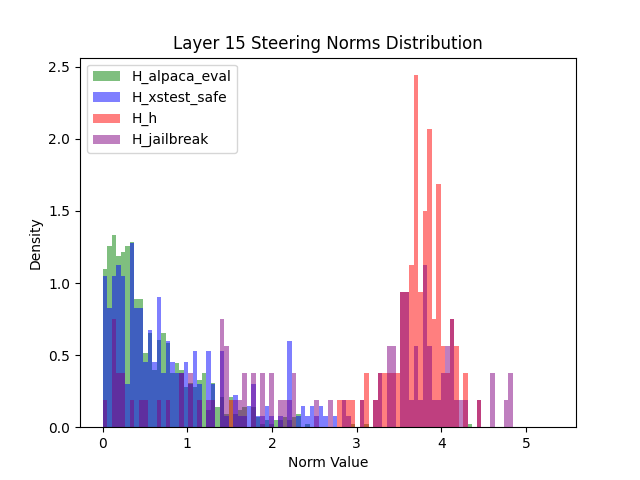 Layer 15 Steering Norms Distribution
H_alpaca_eval
H_xstest_safe
H_h
H_jailbreak
Density
2.5
2.0
1.5
1.0
0.5
0.0
0 1 2 3 4 5
Norm Value